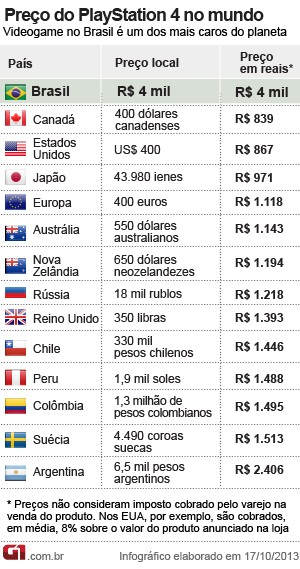 Preço do PlayStation 4 no mundo
Videogame no Brasil é um dos mais caros do planeta
País Preço local Preço em reais*
Brasil R$ 4 mil R$ 4 mil
Canadá 400 dólares canadenses R$ 839
Estados Unidos US$ 400 R$ 867
Japão 43.980 ienes R$ 971
Europa 400 euros R$ 1.118
Austrália 550 dólares australianos R$ 1.143
Nova Zelândia 650 dólares neozelandezes R$ 1.194
Rússia 18 mil rublos R$ 1.218
Reino Unido 350 libras R$ 1.393
Chile 330 mil pesos chilenos R$ 1.446
Peru 1,9 mil soles R$ 1.488
Colômbia 1,3 milhão de pesos colombianos R$ 1.495
Suécia 4.490 coroas suecas R$ 1.513
Argentina 6,5 mil pesos argentinos R$ 2.406
* Preços não consideram imposto cobrado pelo varejo na
venda do produto. Nos EUA, por exemplo, são cobrados,
em média, 8% sobre o valor do produto anunciado na loja
G1.com.br Infográfico elaborado em 17/10/2013